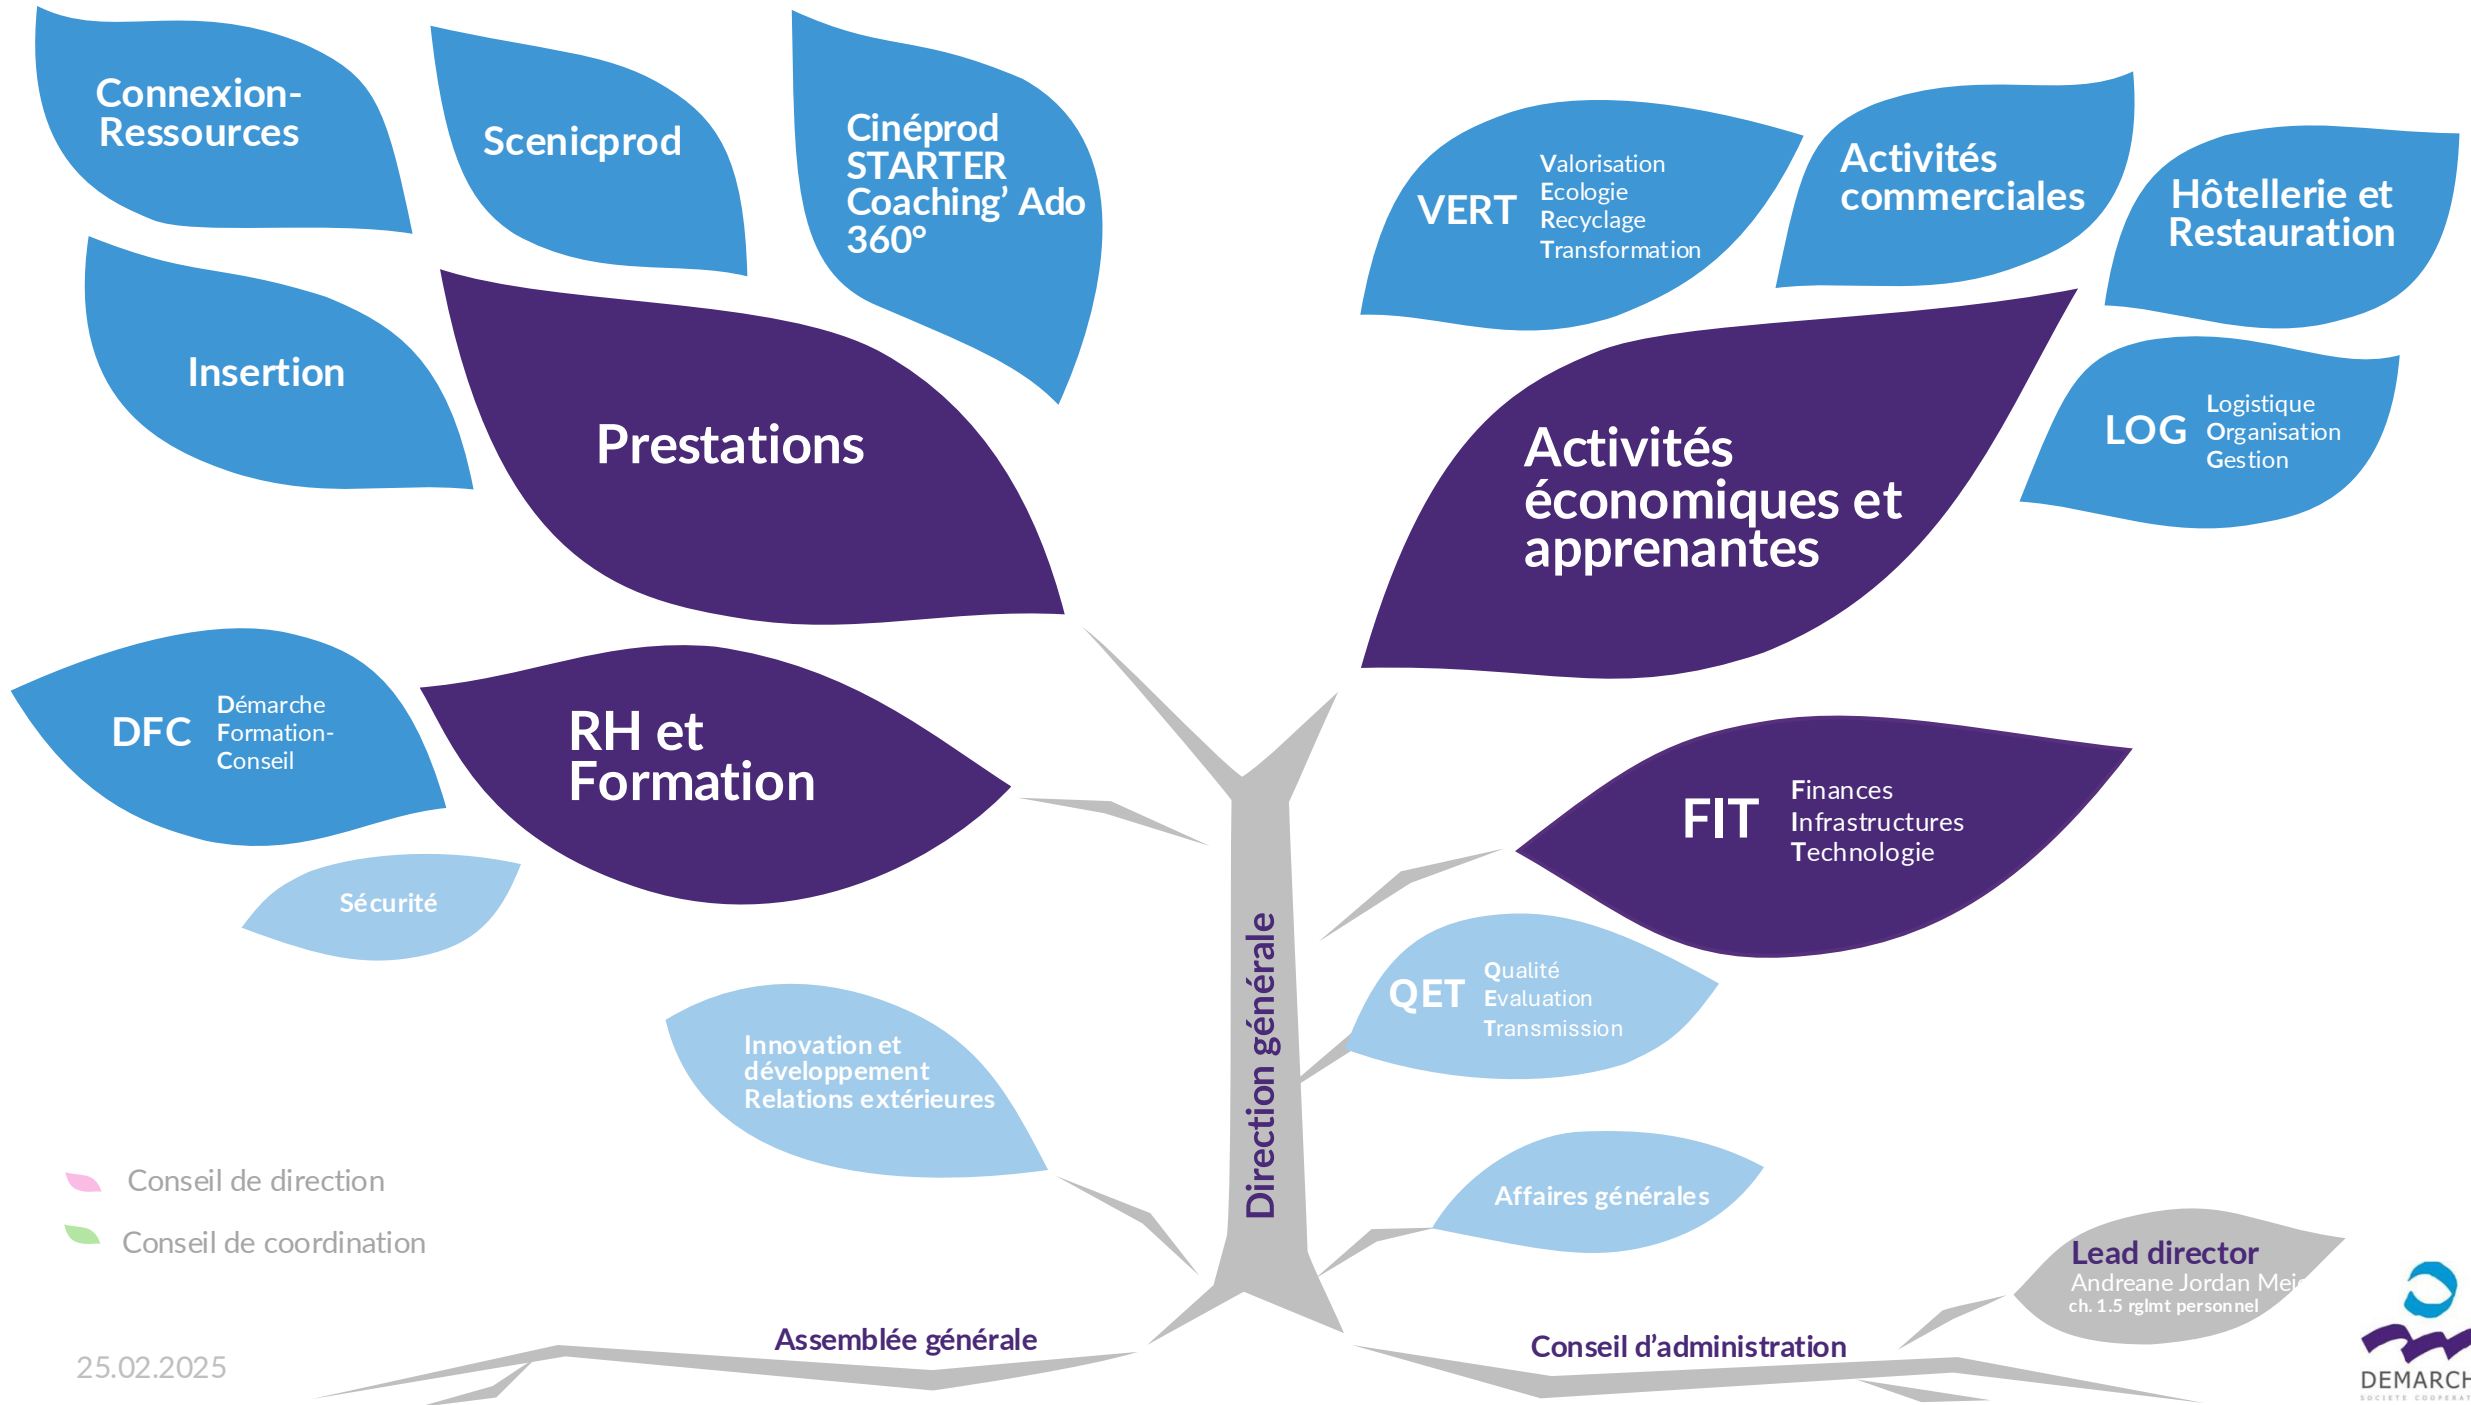 Connexion-
Ressources
Scenicprod
Cinéprod
STARTER
Coaching’ Ado
360°
Insertion
Prestations
VERT
Valorisation
Ecologie
Recyclage
Transformation
Activités
commerciales
Hôtellerie et
Restauration
LOG
Logistique
Organisation
Gestion
Activités
économiques et
apprenantes
DFC
Démarche
Formation-
Conseil
RH et
Formation
Sécurité
FIT
Finances
Infrastructures
Technologie
QET
Qualité
Evaluation
Transmission
Direction générale
Innovation et
développement
Relations extérieures
Affaires générales
Conseil de direction
Conseil de coordination
Lead director
Andreane Jordan
ch. 1.5 rglmt personnel
Assemblée générale
Conseil d’administration
25.02.2025
DEMARCH